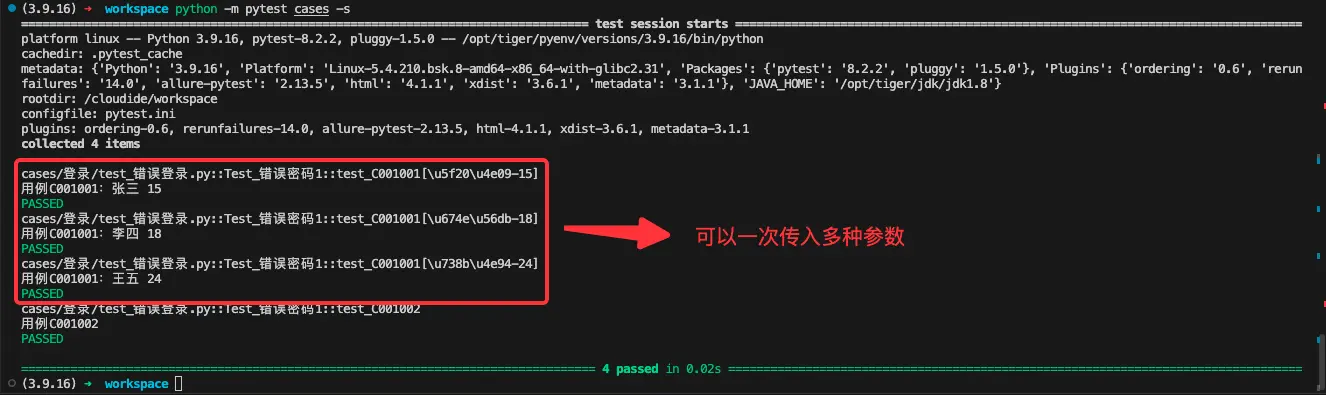 (3.9.16) ➜ workspace python -m pytest cases -s
test session starts
platform linux -- Python 3.9.16, pytest-8.2.2, pluggy-1.5.0 -- /opt/tiger/pyenv/versions/3.9.16/bin/python
cachedir: .pytest_cache
metadata: {'Python': '3.9.16', 'Platform': 'Linux-5.4.210.bsk.8-amd64-x86_64-with-glibc2.31', 'Packages': {'pytest': '8.2.2', 'pluggy': '1.5.0'}, 'Plugins': {'ordering': '0.6', 'rerun
failures': '14.0', 'allure-pytest': '2.13.5', 'html': '4.1.1', 'xdist': '3.6.1', 'metadata': '3.1.1'}, 'JAVA_HOME': '/opt/tiger/jdk/jdk1.8'}
rootdir: /cloudide/workspace
configfile: pytest.ini
plugins: ordering-0.6, rerunfailures-14.0, allure-pytest-2.13.5, html-4.1.1, xdist-3.6.1, metadata-3.1.1
collected 4 items
cases/登录/test_错误登录.py::Test_错误密码1::test_C001001[\u5f20\u4e09-15]
用例C001001: 张三 15
PASSED
cases/登录/test_错误登录.py::Test_错误密码1::test_C001001[\u674e\u56db-18]
用例C001001: 李四 18
PASSED
cases/登录/test_错误登录.py::Test_错误密码1::test_C001001[\u738b\u4e94-24]
用例C001001: 王五 24
PASSED
可以一次传入多种参数
cases/登录/test_错误登录.py::Test_错误密码1::test_C001002
用例C001002
PASSED
4 passed in 0.02s
(3.9.16) ➜ workspace